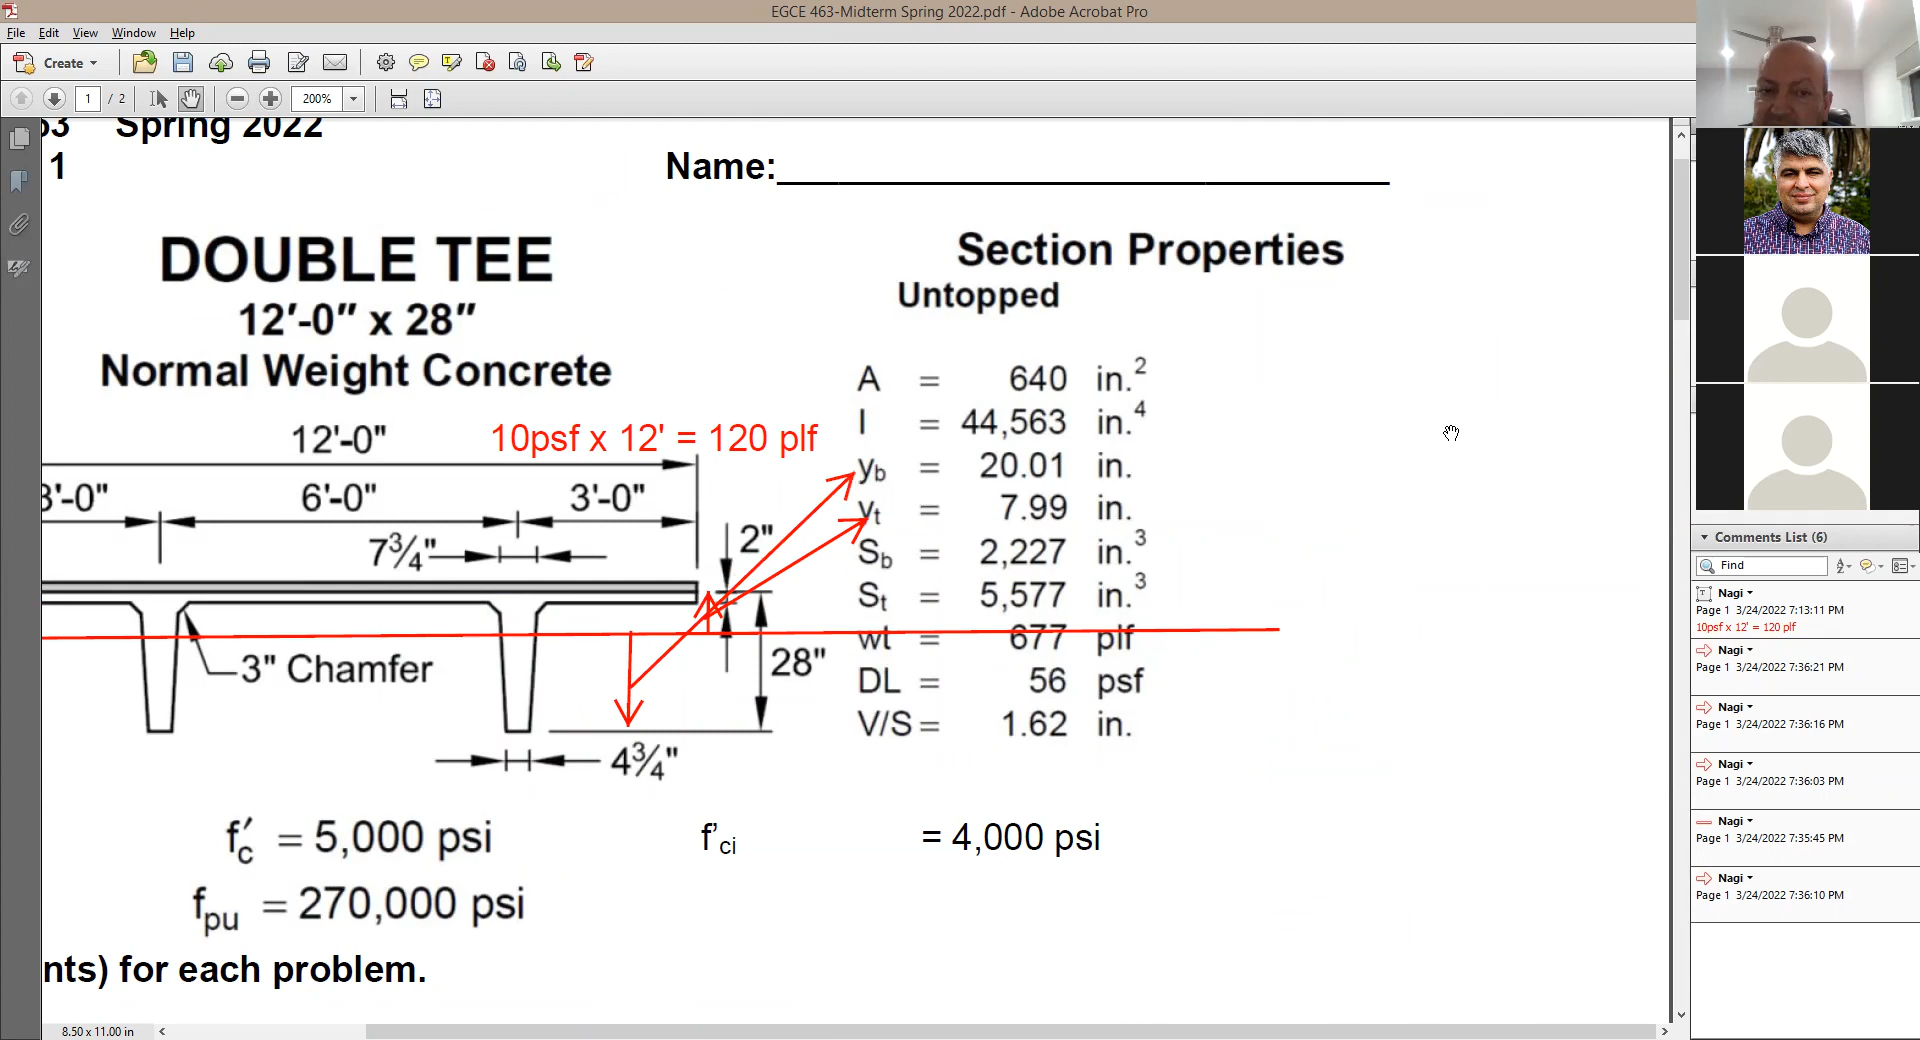 EGCE 463-Midterm Spring 2022.pdf - Adobe Acrobat Pro
File Edit View Window Help
Create
1 / 2 200%
63 Spring 2022
1
Name:
DOUBLE TEE
12′-0″ x 28″
Normal Weight Concrete
12'-0"
10psf x 12' = 120 plf
3'-0" 6'-0" 3'-0"
7¾"
2"
3" Chamfer
28"
4¾"
Section Properties
Untopped
A = 640 in.²
I = 44,563 in.⁴
yb = 20.01 in.
yt = 7.99 in.
Sb = 2,227 in.³
St = 5,577 in.³
wt = 677 plf
DL = 56 psf
V/S = 1.62 in.
f′c = 5,000 psi f'ci = 4,000 psi
fpu = 270,000 psi
nts) for each problem.
8.50 x 11.00 in
Comments List (6)
Find
Nagi
Page 1 3/24/2022 7:13:11 PM
10psf x 12' = 120 plf
Nagi
Page 1 3/24/2022 7:36:21 PM
Nagi
Page 1 3/24/2022 7:36:16 PM
Nagi
Page 1 3/24/2022 7:36:03 PM
Nagi
Page 1 3/24/2022 7:35:45 PM
Nagi
Page 1 3/24/2022 7:36:10 PM